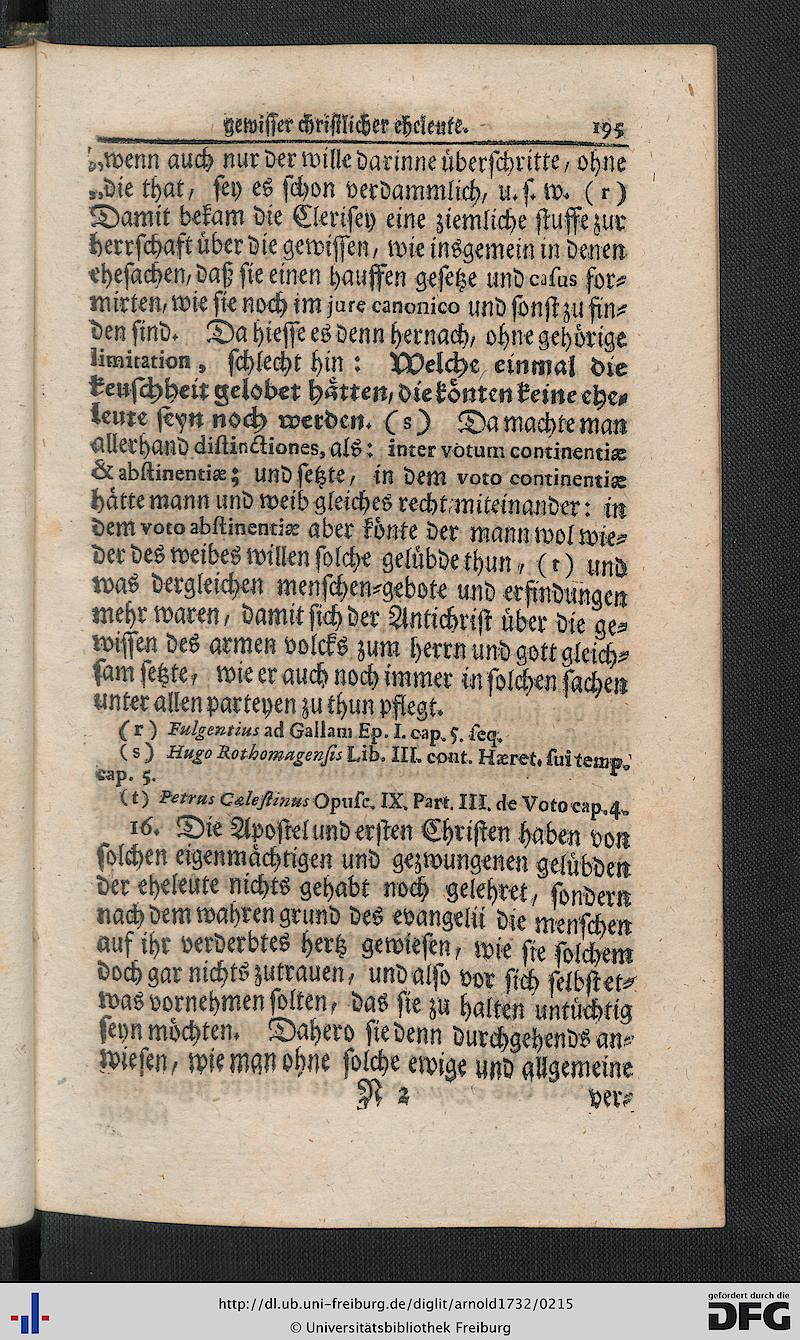 gewisser christlicher eheleute. 195
„wenn auch nur der wille darinne überschritte, ohne
„die that, sey es schon verdammlich, u. s. w. (r)
Damit bekam die Clerisey eine ziemliche stuffe zur
herrschaft über die gewissen, wie insgemein in denen
ehesachen, daß sie einen hauffen gesetze und casus for-
mirten, wie sie noch im jure canonico und sonst zu fin-
den sind. Da hiesse es denn hernach, ohne gehörige
limitation, schlecht hin: Welche einmal die
keuschheit gelobet hätten, die könten keine ehe-
leute seyn noch werden. (s) Da machte man
allerhand distinctiones, als: inter votum continentiæ
& abstinentiæ; und setzte, in dem voto continentiæ
hätte mann und weib gleiches recht miteinander: in
dem voto abstinentiæ aber könte der mann wol wie-
der des weibes willen solche gelübde thun, (t) und
was dergleichen menschen-gebote und erfindungen
mehr waren, damit sich der Antichrist über die ge-
wissen des armen volcks zum herrn und gott gleich-
sam setzte, wie er auch noch immer in solchen sachen
unter allen parteyen zu thun pflegt.
(r) Fulgentius ad Gallam Ep. I. cap. 5. seq.
(s) Hugo Rothomagensis Lib. III. cont. Hæret. sui temp.
cap. 5.
(t) Petrus Cælestinus Opusc. IX. Part. III. de Voto cap. 4.
16. Die Apostel und ersten Christen haben von
solchen eigenmächtigen und gezwungenen gelübden
der eheleute nichts gehabt noch gelehret, sondern
nach dem wahren grund des evangelii die menschen
auf ihr verderbtes hertz gewiesen, wie sie solchem
doch gar nichts zutrauen, und also vor sich selbst et-
was vornehmen solten, das sie zu halten untüchtig
seyn möchten. Dahero sie denn durchgehends an-
wiesen, wie man ohne solche ewige und allgemeine
N 2 ver-
http://dl.ub.uni-freiburg.de/diglit/arnold1732/0215
© Universitätsbibliothek Freiburg
gefördert durch die
DFG